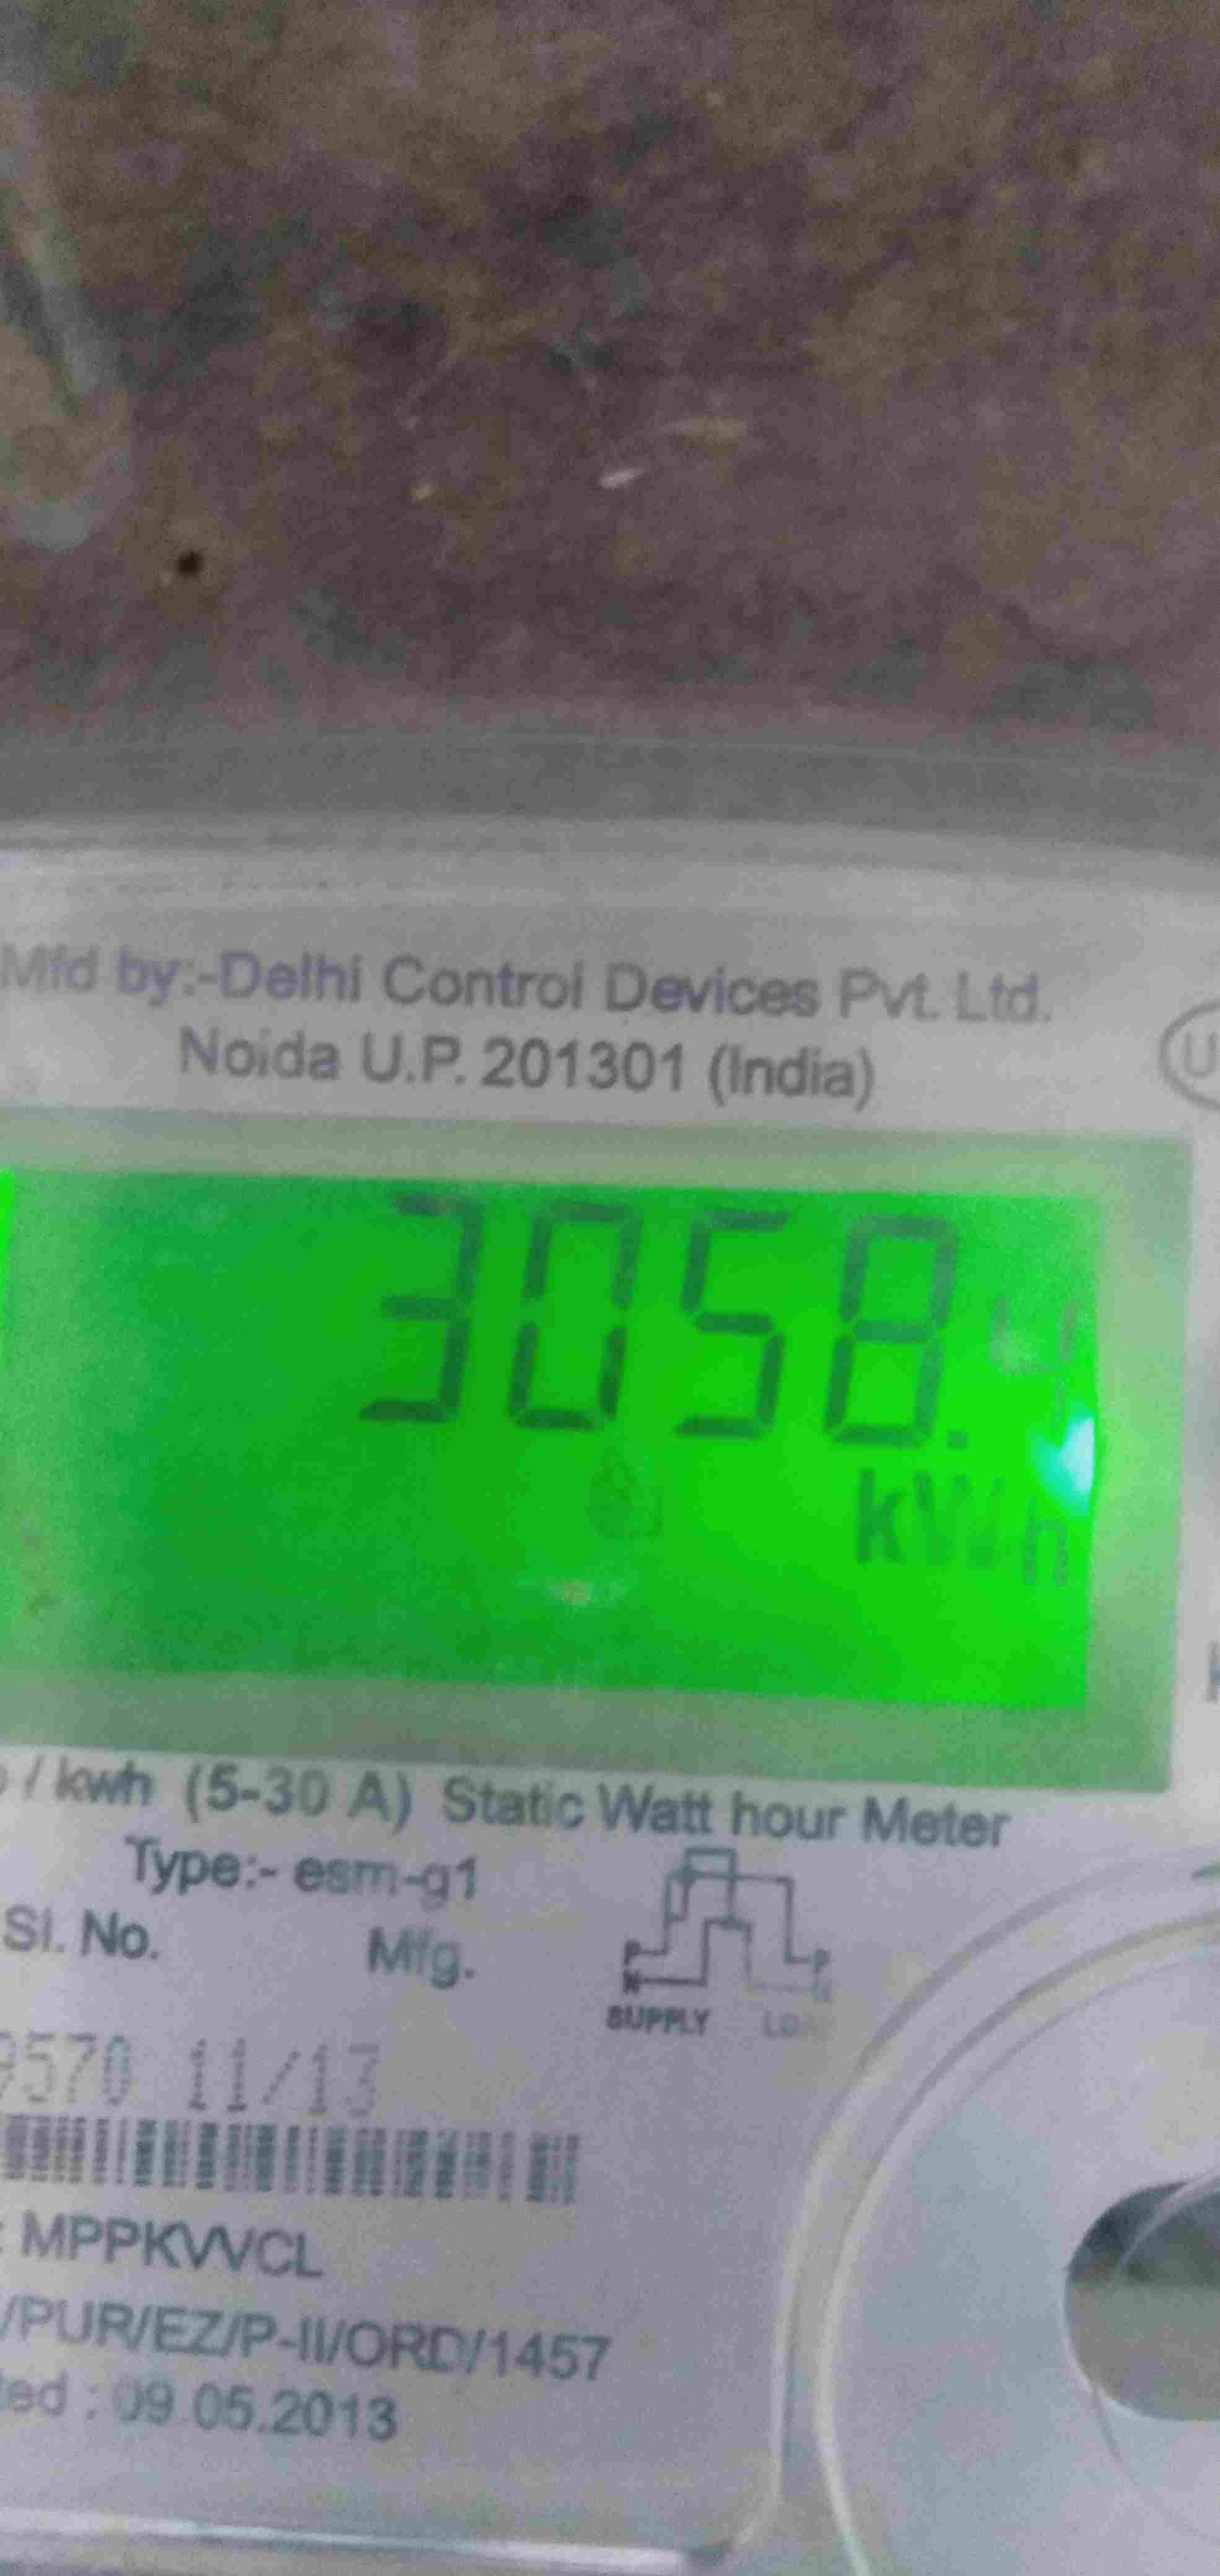 Mfd by:-Delhi Control Devices Pvt. Ltd.
Noida U.P. 201301 (India)
3058.4
kWh
/ kwh (5-30 A) Static Watt hour Meter
Type:- esm-g1
Sl. No. Mfg.
SUPPLY
9570 11/13
: MPPKVVCL
/PUR/EZ/P-II/ORD/1457
ted : 09.05.2013